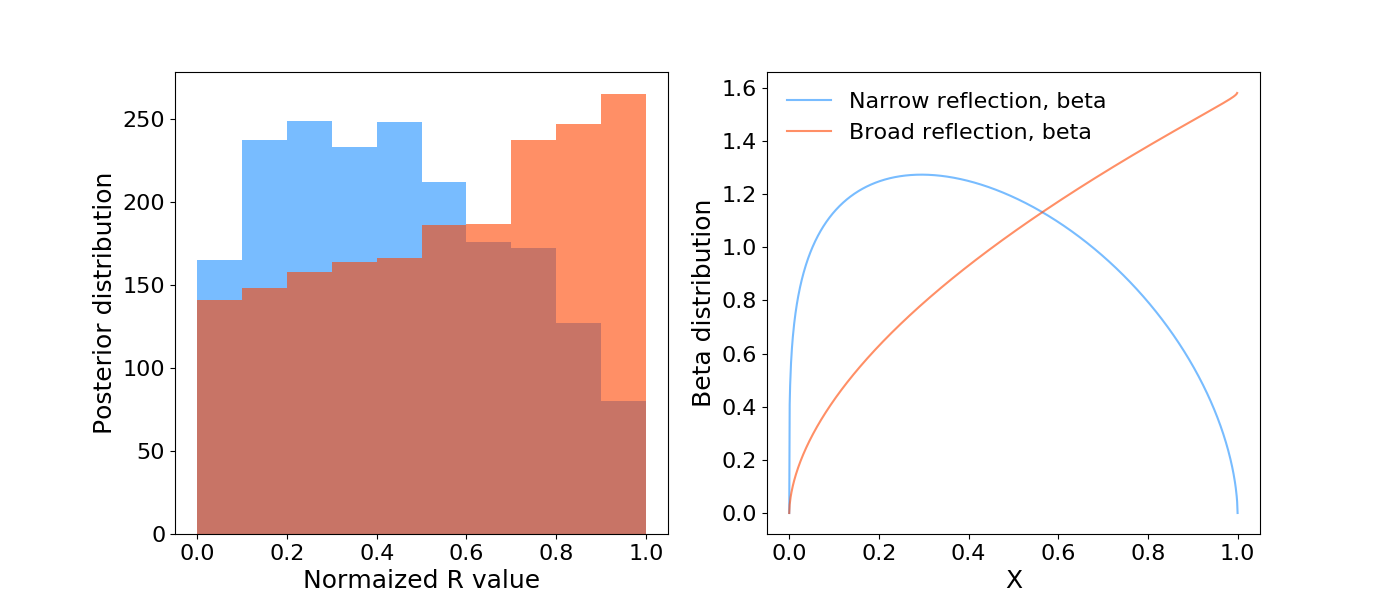 Posterior distribution
250
200
150
100
50
0
0.0 0.2 0.4 0.6 0.8 1.0
Normaized R value
Beta distribution
1.6
1.4
1.2
1.0
0.8
0.6
0.4
0.2
0.0
Narrow reflection, beta
Broad reflection, beta
0.0 0.2 0.4 0.6 0.8 1.0
X